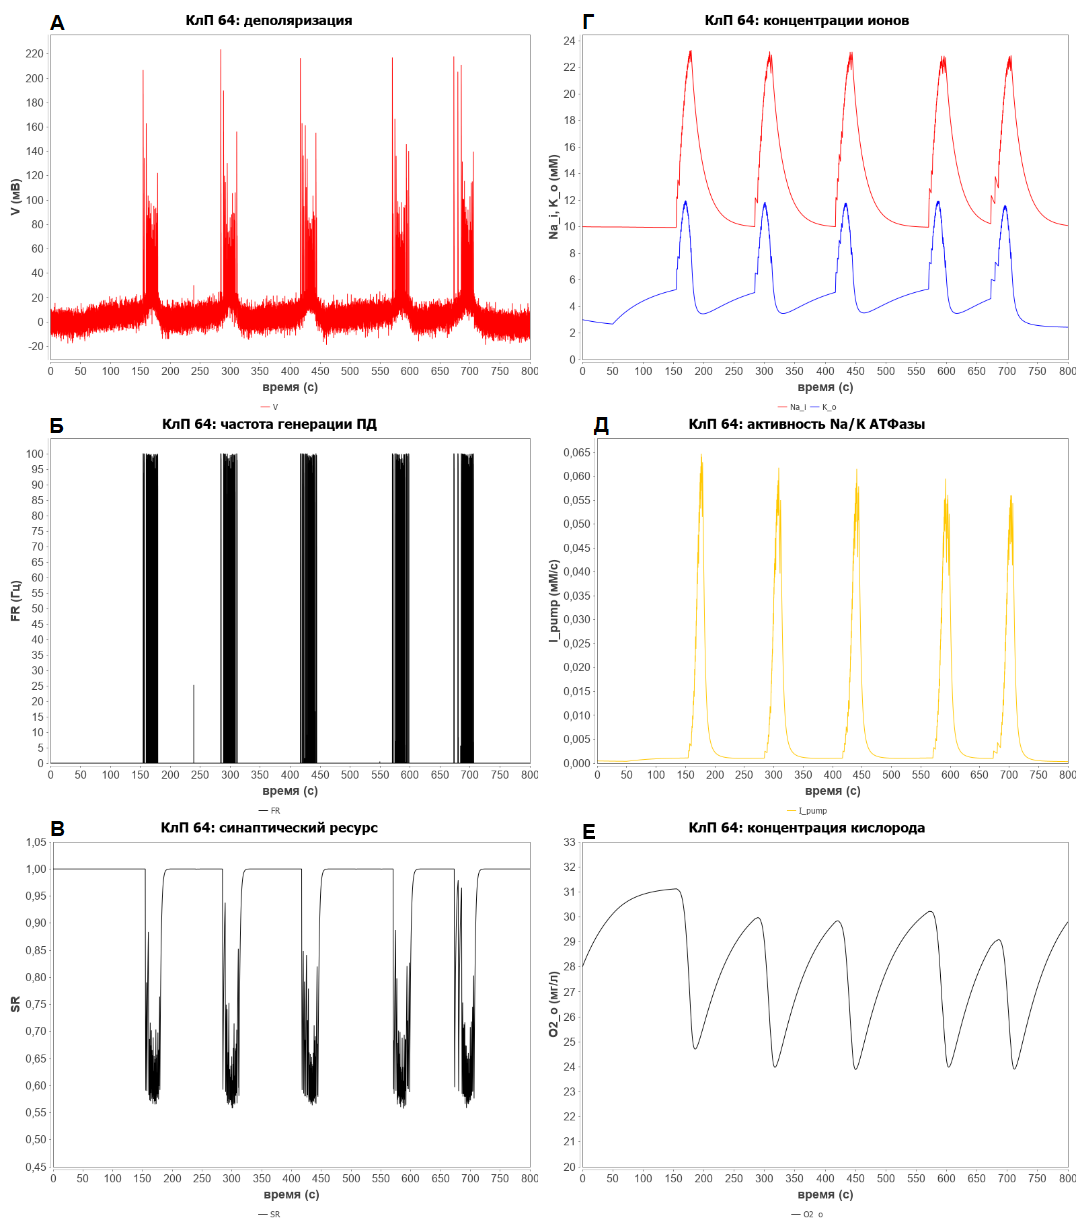 А
КлП 64: деполяризация
V (мВ)
220
200
180
160
140
120
100
80
60
40
20
0
-20
0 50 100 150 200 250 300 350 400 450 500 550 600 650 700 750 800
время (с)
V
Г
КлП 64: концентрации ионов
Na_i, K_o (мМ)
24
22
20
18
16
14
12
10
8
6
4
2
0
0 50 100 150 200 250 300 350 400 450 500 550 600 650 700 750 800
время (с)
Na_i K_o
Б
КлП 64: частота генерации ПД
FR (Гц)
100
95
90
85
80
75
70
65
60
55
50
45
40
35
30
25
20
15
10
5
0
0 50 100 150 200 250 300 350 400 450 500 550 600 650 700 750 800
время (с)
FR
Д
КлП 64: активность Na/K АТФазы
I_pump (мМ/с)
0,065
0,060
0,055
0,050
0,045
0,040
0,035
0,030
0,025
0,020
0,015
0,010
0,005
0,000
0 50 100 150 200 250 300 350 400 450 500 550 600 650 700 750 800
время (с)
I_pump
В
КлП 64: синаптический ресурс
SR
1,05
1,00
0,95
0,90
0,85
0,80
0,75
0,70
0,65
0,60
0,55
0,50
0,45
0 50 100 150 200 250 300 350 400 450 500 550 600 650 700 750 800
время (с)
SR
Е
КлП 64: концентрация кислорода
O2_o (мг/л)
33
32
31
30
29
28
27
26
25
24
23
22
21
20
0 50 100 150 200 250 300 350 400 450 500 550 600 650 700 750 800
время (с)
O2_o